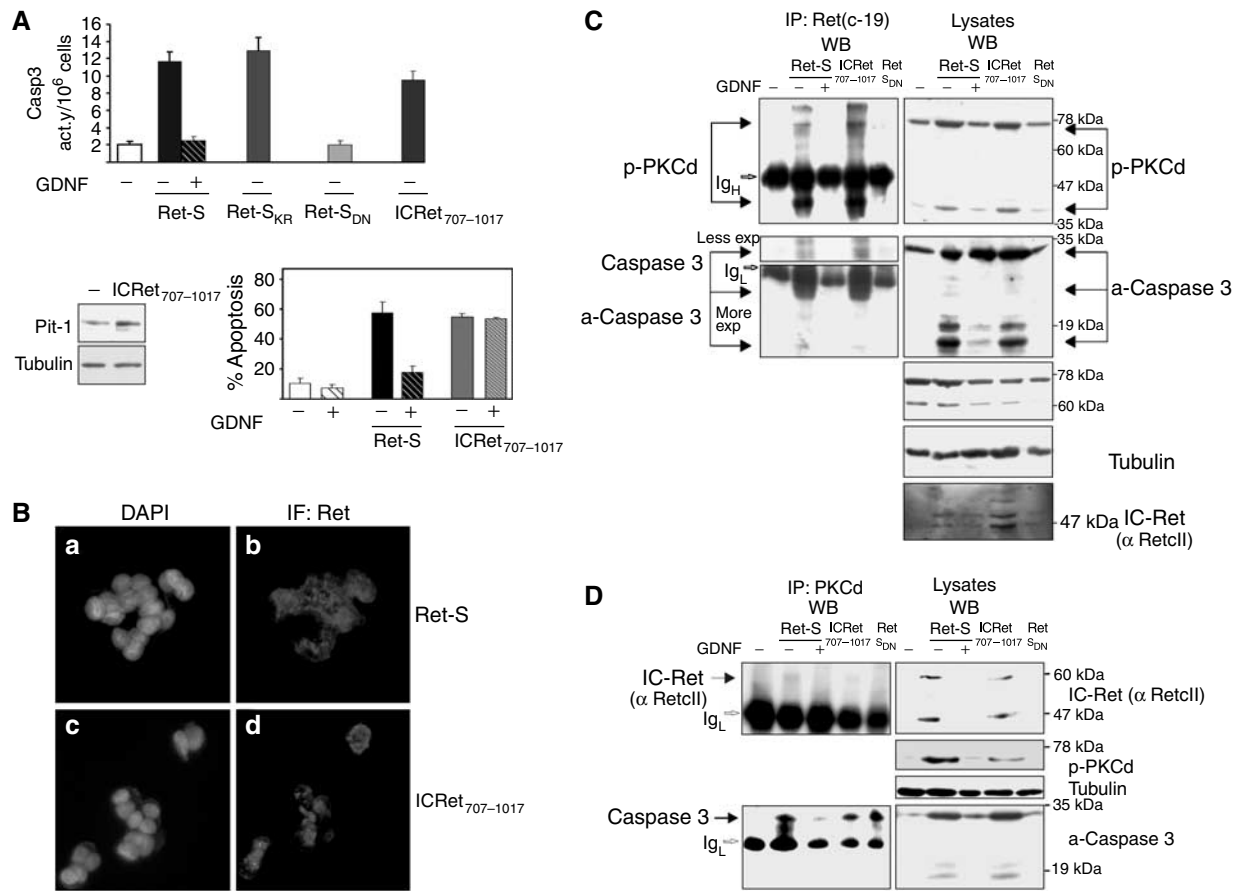 A
Casp3
act.y/10⁶ cells
16
14
12
10
8
6
4
2
GDNF
– – + – – –
Ret-S
Ret-S_KR
Ret-S_DN
ICRet_707–1017
– ICRet_707–1017
Pit-1
Tubulin
% Apoptosis
80
60
40
20
GDNF
– + – + – +
Ret-S
ICRet_707–1017
B
DAPI
IF: Ret
a
b
Ret-S
c
d
ICRet_707–1017
C
IP: Ret(c-19)
WB
Ret-S
ICRet
707–1017
Ret
S_DN
GDNF – – +
Lysates
WB
Ret-S
ICRet
707–1017
Ret
S_DN
– – +
p-PKCd
Ig_H
78 kDa
60 kDa
47 kDa
35 kDa
p-PKCd
Less exp
Caspase 3
Ig_L
a-Caspase 3
More
exp
35 kDa
a-Caspase 3
19 kDa
78 kDa
60 kDa
Tubulin
47 kDa
IC-Ret
(α RetcII)
D
IP: PKCd
WB
Ret-S
ICRet
707–1017
Ret
S_DN
GDNF – – +
Lysates
WB
Ret-S
ICRet
707–1017
Ret
S_DN
– – +
IC-Ret
(α RetcII)
Ig_L
60 kDa
IC-Ret (α RetcII)
47 kDa
78 kDa
p-PKCd
Tubulin
Caspase 3
Ig_L
35 kDa
a-Caspase 3
19 kDa